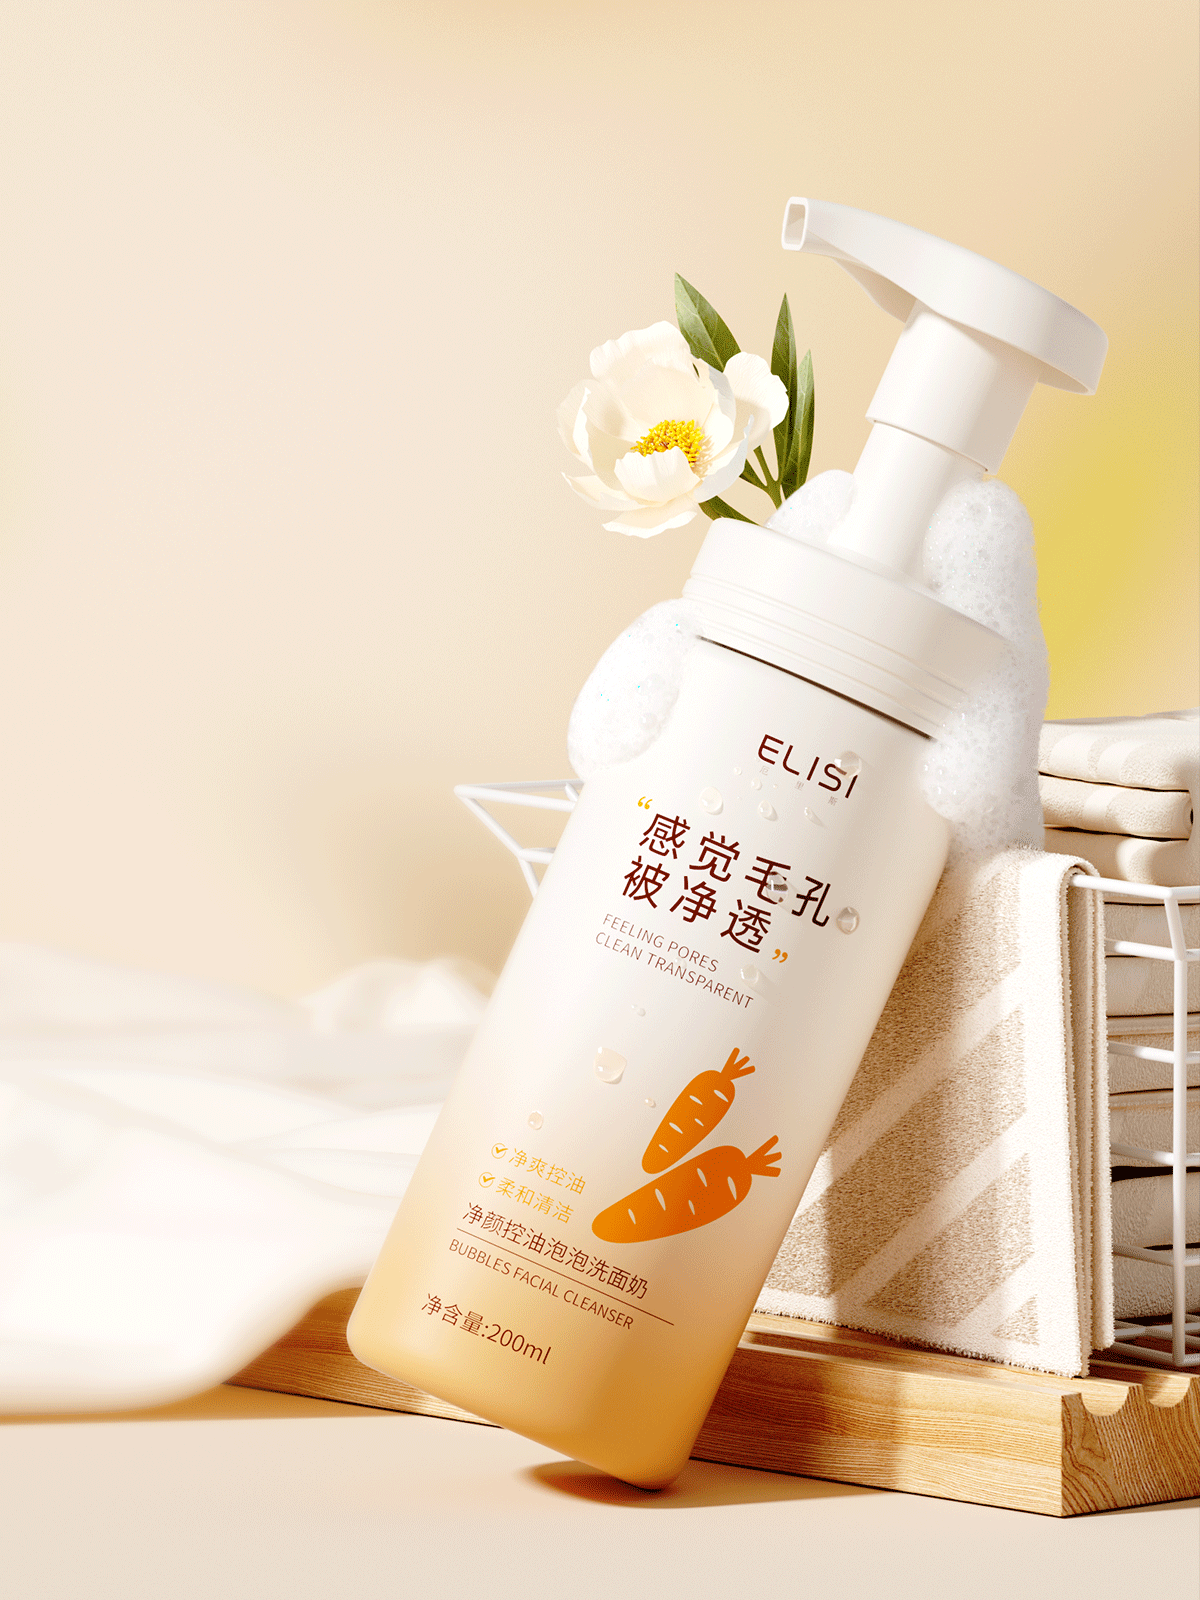 ELISI
“感觉毛孔
被净透”
FEELING PORES
CLEAN TRANSPARENT
净爽控油
柔和清洁
净颜控油泡泡洗面奶
BUBBLES FACIAL CLEANSER
净含量:200ml